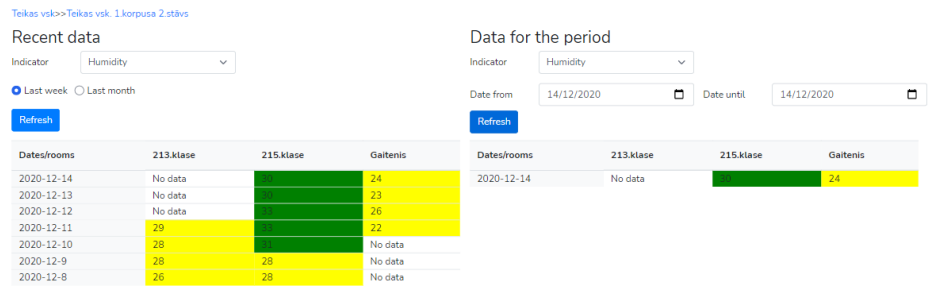 Teikas vsk>>Teikas vsk. 1.korpusa 2.stāvs
Recent data
Indicator Humidity
Last week Last month
Refresh
Dates/rooms 213.klase 215.klase Gaitenis
2020-12-14 No data 30 24
2020-12-13 No data 30 23
2020-12-12 No data 33 26
2020-12-11 29 33 22
2020-12-10 28 31 No data
2020-12-9 28 28 No data
2020-12-8 26 28 No data
Data for the period
Indicator Humidity
Date from 14/12/2020 Date until 14/12/2020
Refresh
Dates/rooms 213.klase 215.klase Gaitenis
2020-12-14 No data 30 24